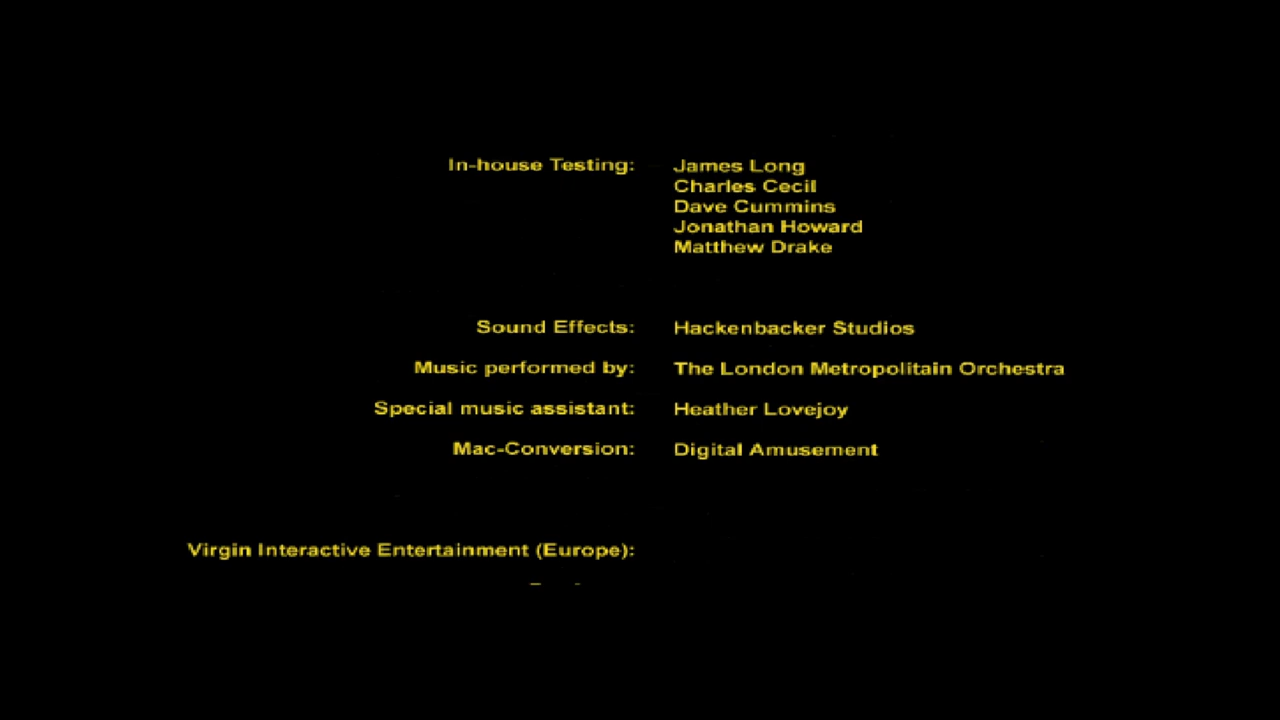 In-house Testing: James Long
Charles Cecil
Dave Cummins
Jonathan Howard
Matthew Drake
Sound Effects: Hackenbacker Studios
Music performed by: The London Metropolitain Orchestra
Special music assistant: Heather Lovejoy
Mac-Conversion: Digital Amusement
Virgin Interactive Entertainment (Europe):